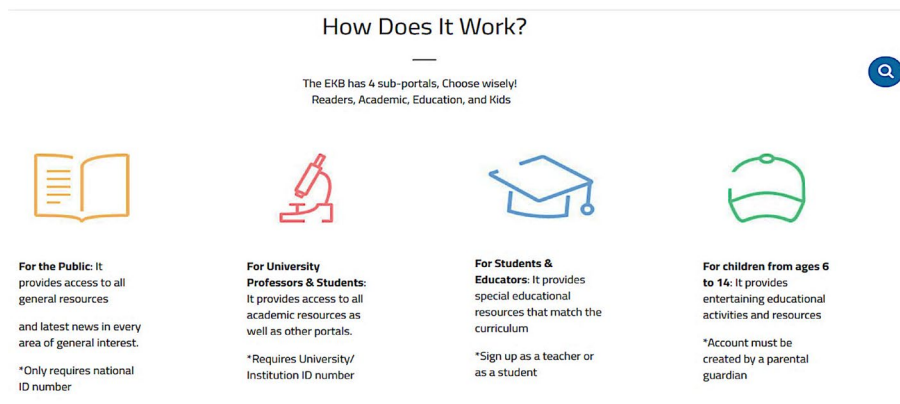 How Does It Work?
The EKB has 4 sub-portals, Choose wisely!
Readers, Academic, Education, and Kids
For the Public: It
provides access to all
general resources
and latest news in every
area of general interest.
*Only requires national
ID number
For University
Professors & Students:
It provides access to all
academic resources as
well as other portals.
*Requires University/
Institution ID number
For Students &
Educators: It provides
special educational
resources that match the
curriculum
*Sign up as a teacher or
as a student
For children from ages 6
to 14: It provides
entertaining educational
activities and resources
*Account must be
created by a parental
guardian